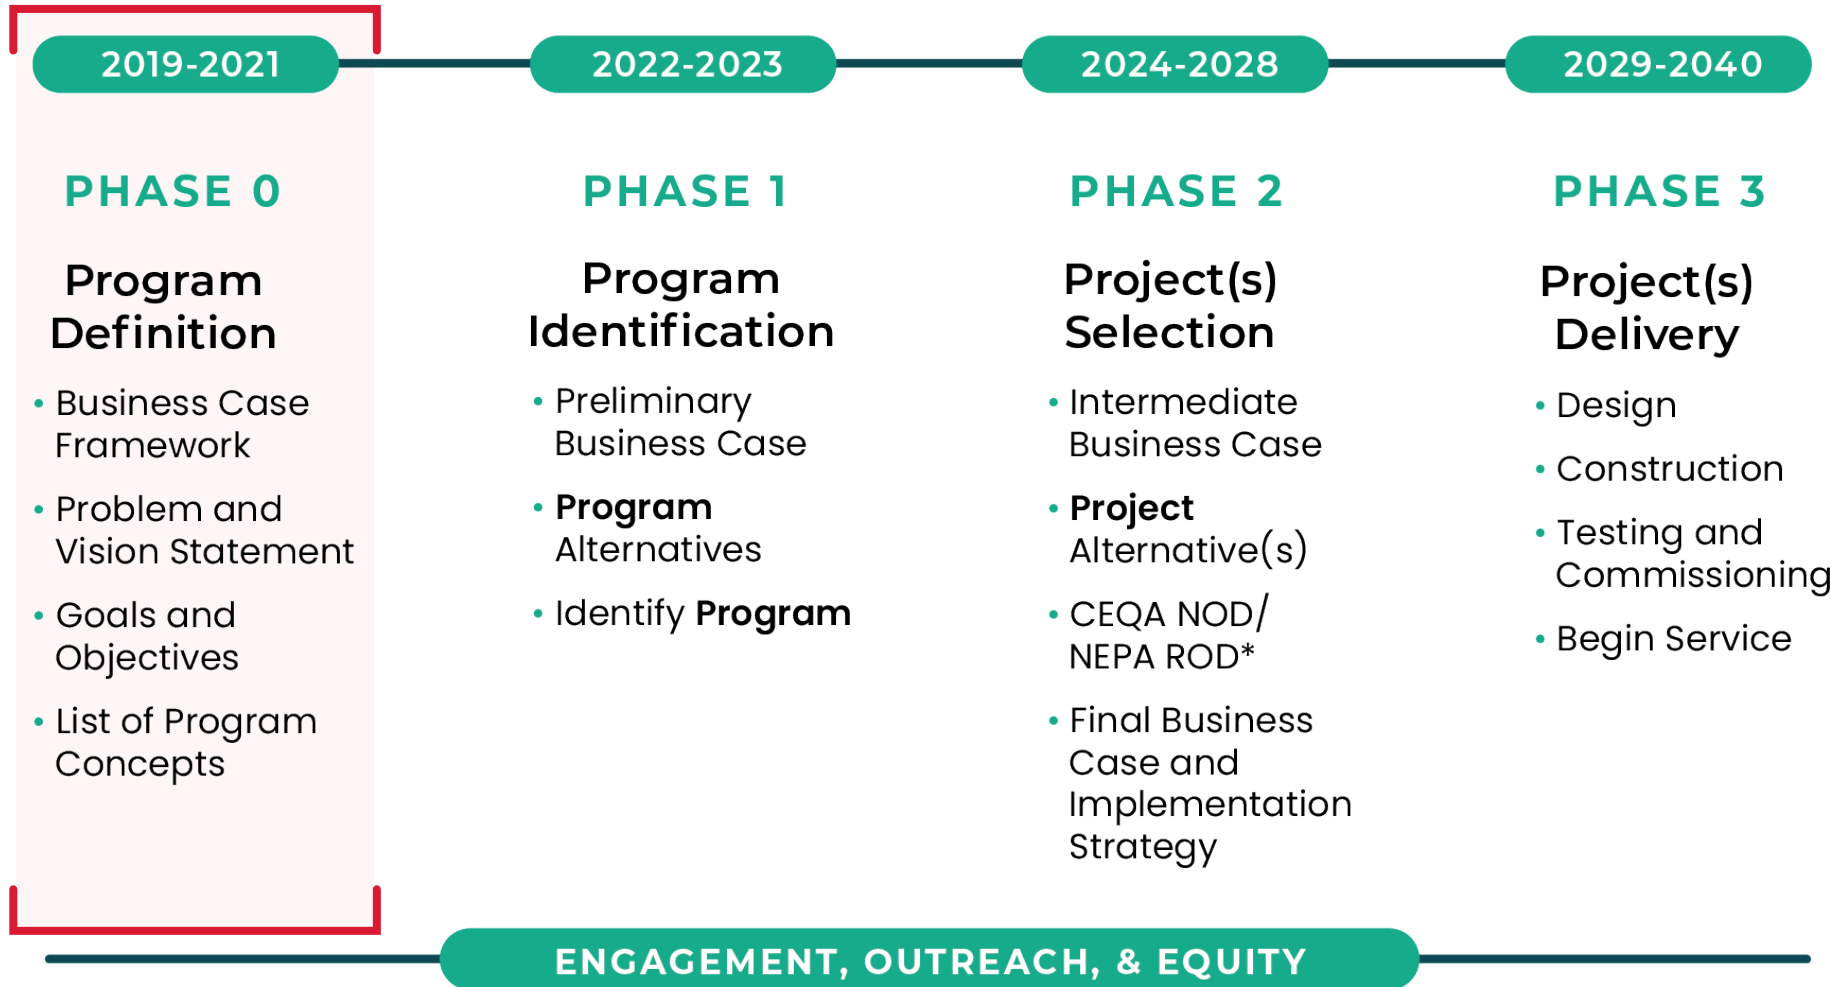 2019-2021
2022-2023
2024-2028
2029-2040
PHASE 0
Program
Definition
• Business Case
Framework
• Problem and
Vision Statement
• Goals and
Objectives
• List of Program
Concepts
PHASE 1
Program
Identification
• Preliminary
Business Case
• Program
Alternatives
• Identify Program
PHASE 2
Project(s)
Selection
• Intermediate
Business Case
• Project
Alternative(s)
• CEQA NOD/
NEPA ROD*
• Final Business
Case and
Implementation
Strategy
PHASE 3
Project(s)
Delivery
• Design
• Construction
• Testing and
Commissioning
• Begin Service
ENGAGEMENT, OUTREACH, & EQUITY